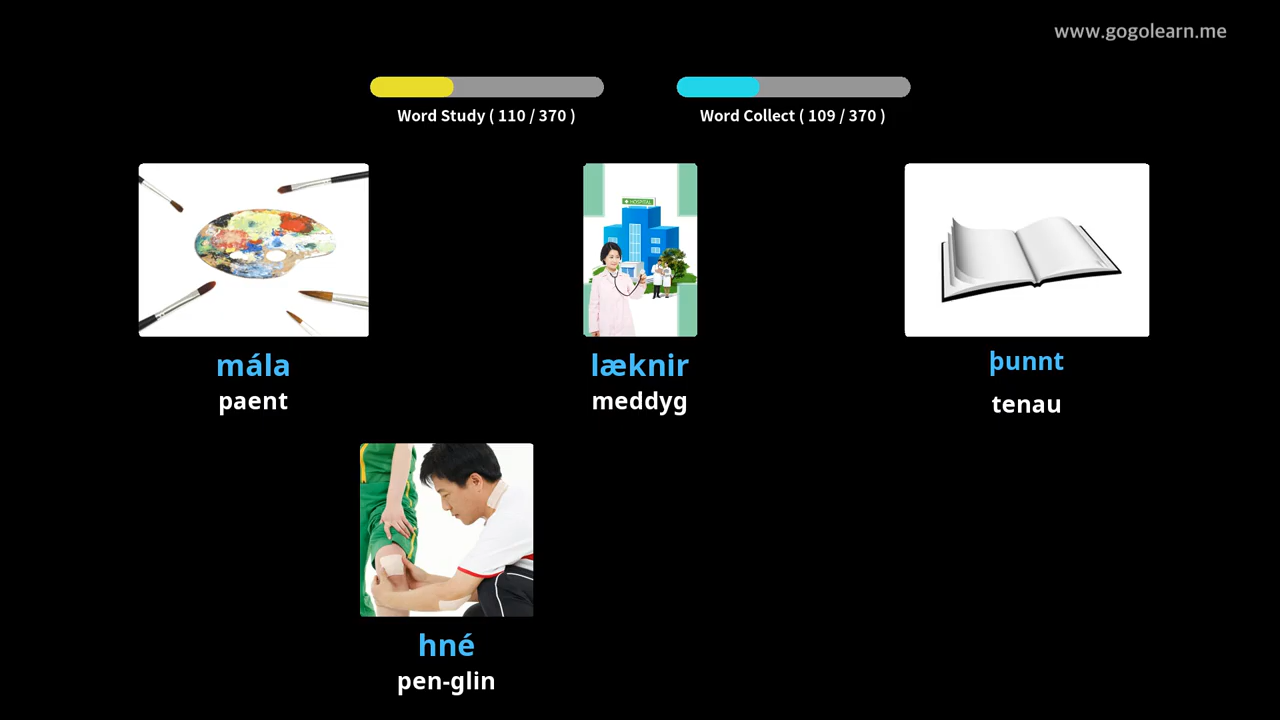 www.gogolearn.me
Word Study ( 110 / 370 )
Word Collect ( 109 / 370 )
HOSPITAL
mála
paent
læknir
meddyg
þunnt
tenau
hné
pen-glin